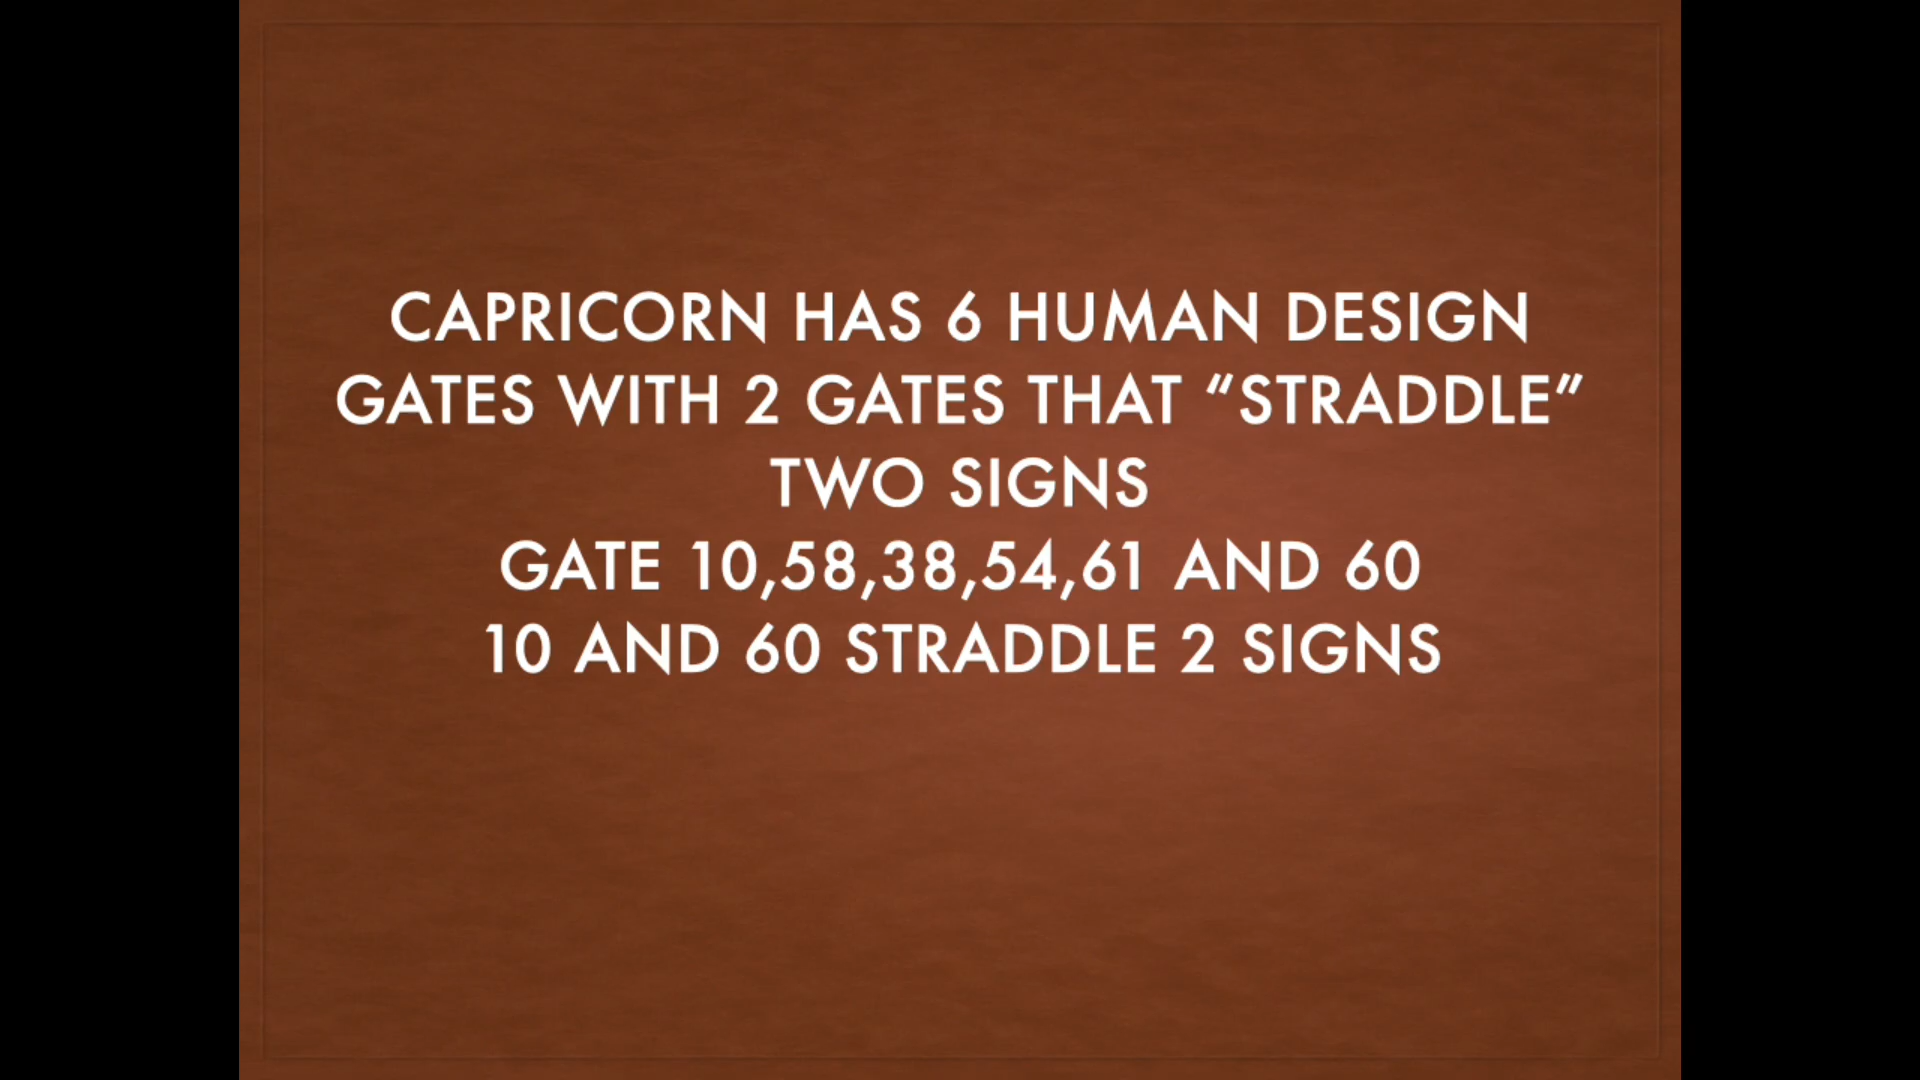 CAPRICORN HAS 6 HUMAN DESIGN
GATES WITH 2 GATES THAT “STRADDLE”
TWO SIGNS
GATE 10,58,38,54,61 AND 60
10 AND 60 STRADDLE 2 SIGNS